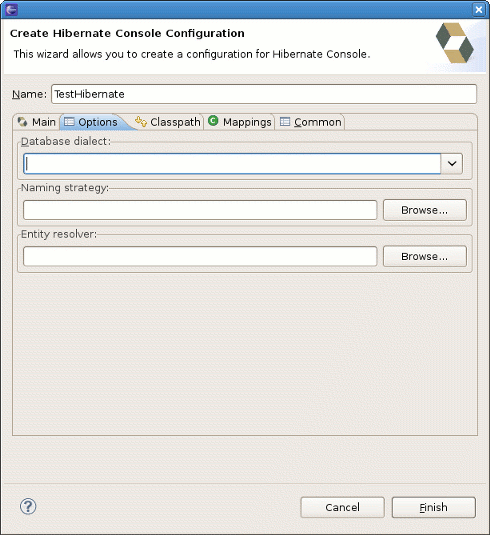 Create Hibernate Console Configuration
This wizard allows you to create a configuration for Hibernate Console.
Name: TestHibernate
Main Options Classpath Mappings Common
Database dialect:
Naming strategy:
Browse...
Entity resolver:
Browse...
Cancel Finish